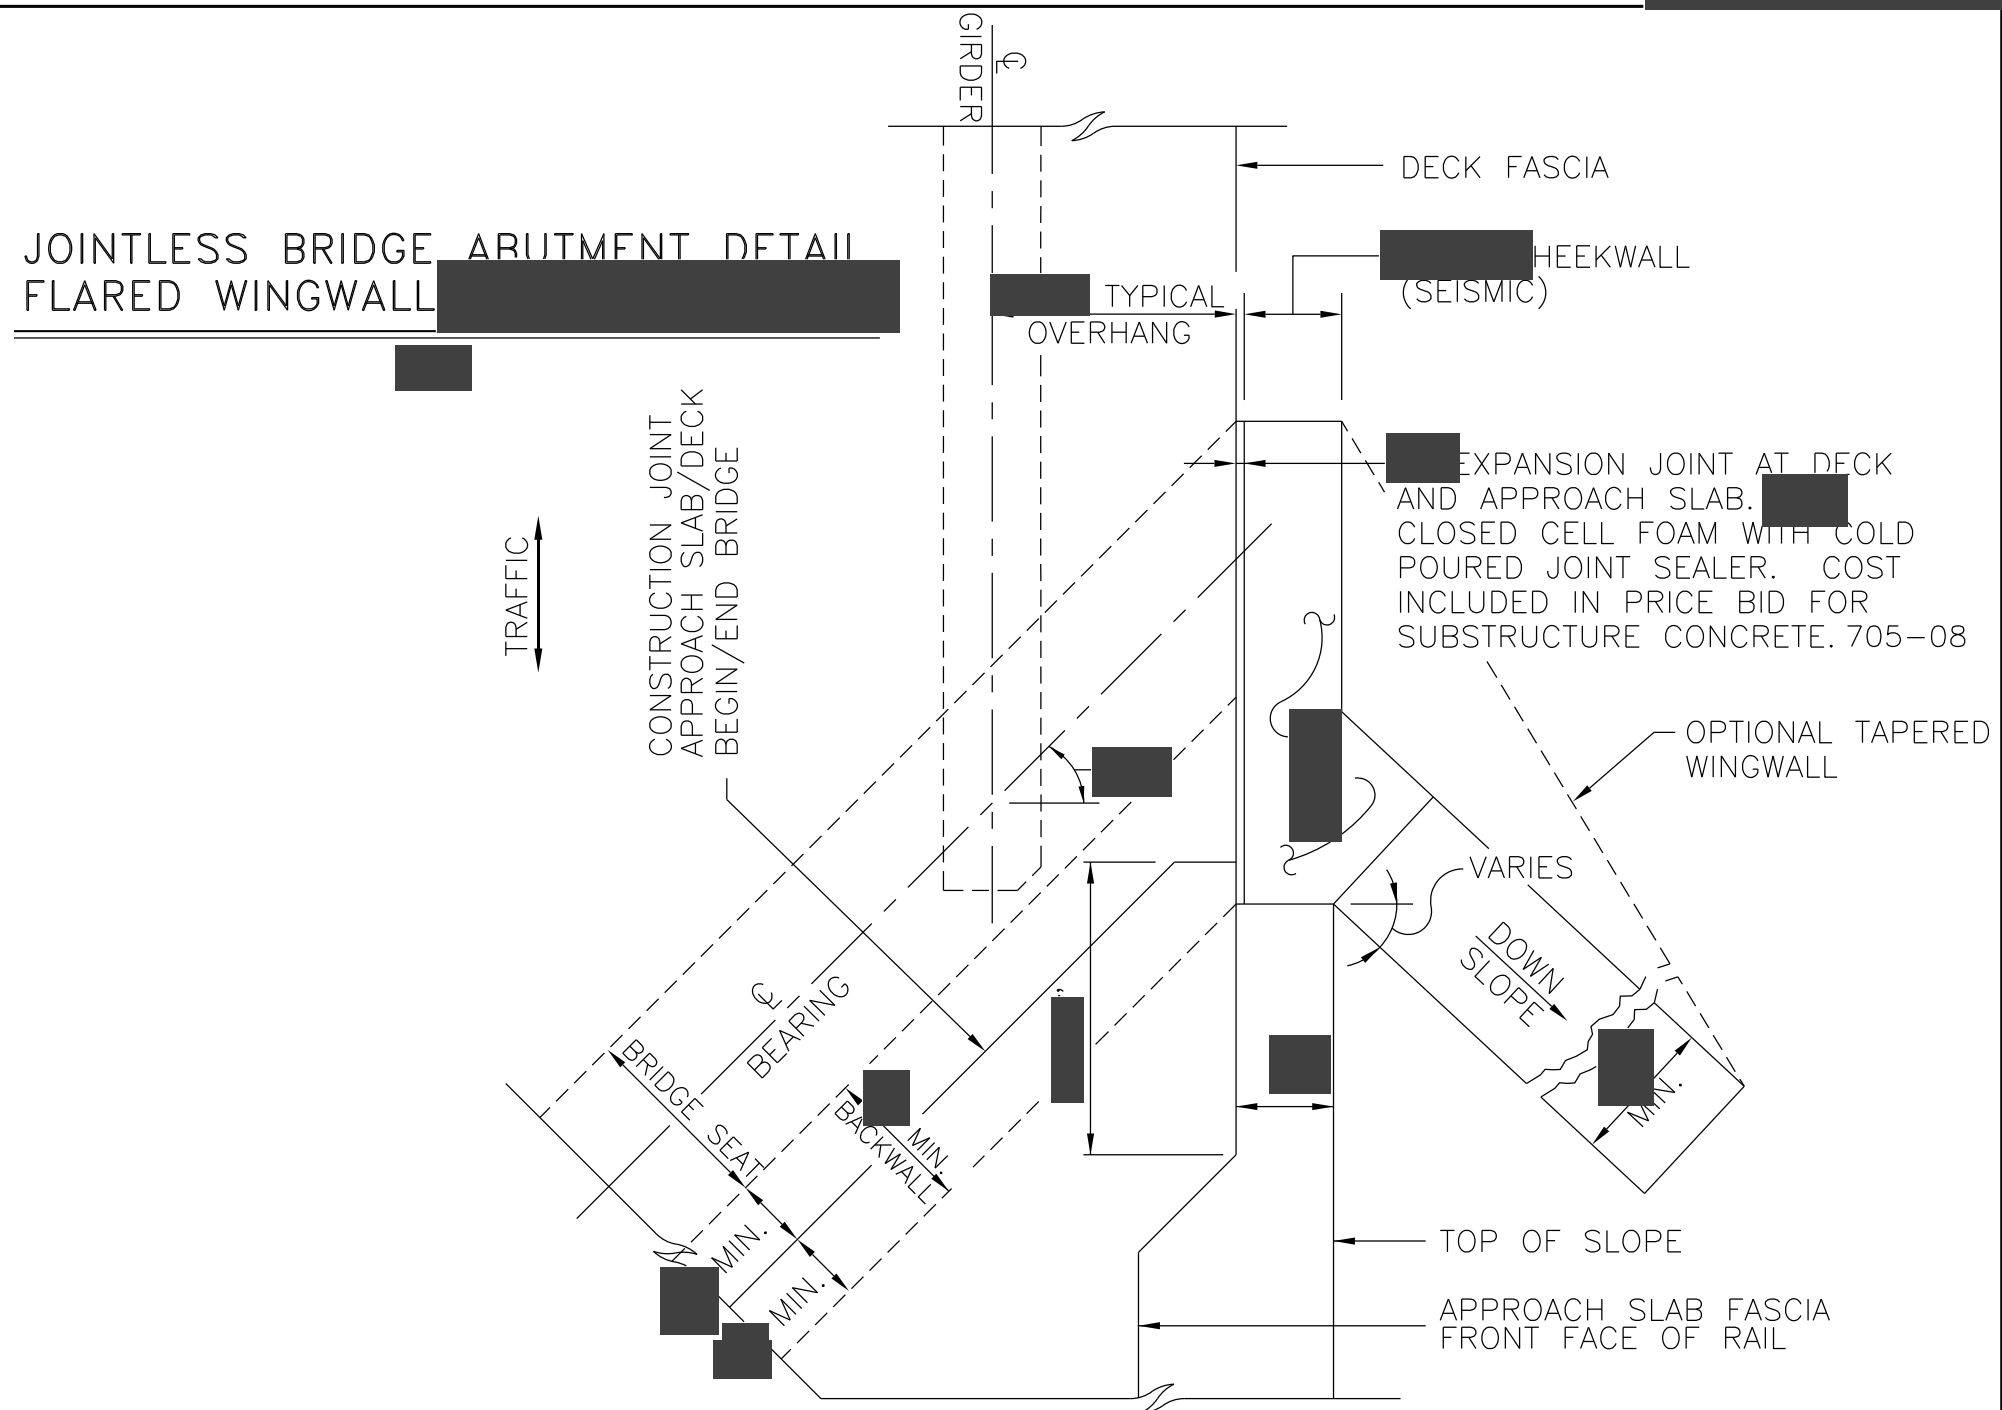 ℄
GIRDER
DECK FASCIA
JOINTLESS BRIDGE ABUTMENT DETAIL
FLARED WINGWALL
(SEISMIC)
TYPICAL
OVERHANG
CONSTRUCTION JOINT
APPROACH SLAB/DECK
BEGIN/END BRIDGE
TRAFFIC
EXPANSION JOINT AT DECK
AND APPROACH SLAB.
CLOSED CELL FOAM WITH COLD
POURED JOINT SEALER. COST
INCLUDED IN PRICE BID FOR
SUBSTRUCTURE CONCRETE. 705-08
OPTIONAL TAPERED
WINGWALL
VARIES
DOWN
SLOPE
℄
BEARING
BRIDGE SEAT
MIN.
BACKWALL
MIN.
MIN.
MIN.
TOP OF SLOPE
APPROACH SLAB FASCIA
FRONT FACE OF RAIL